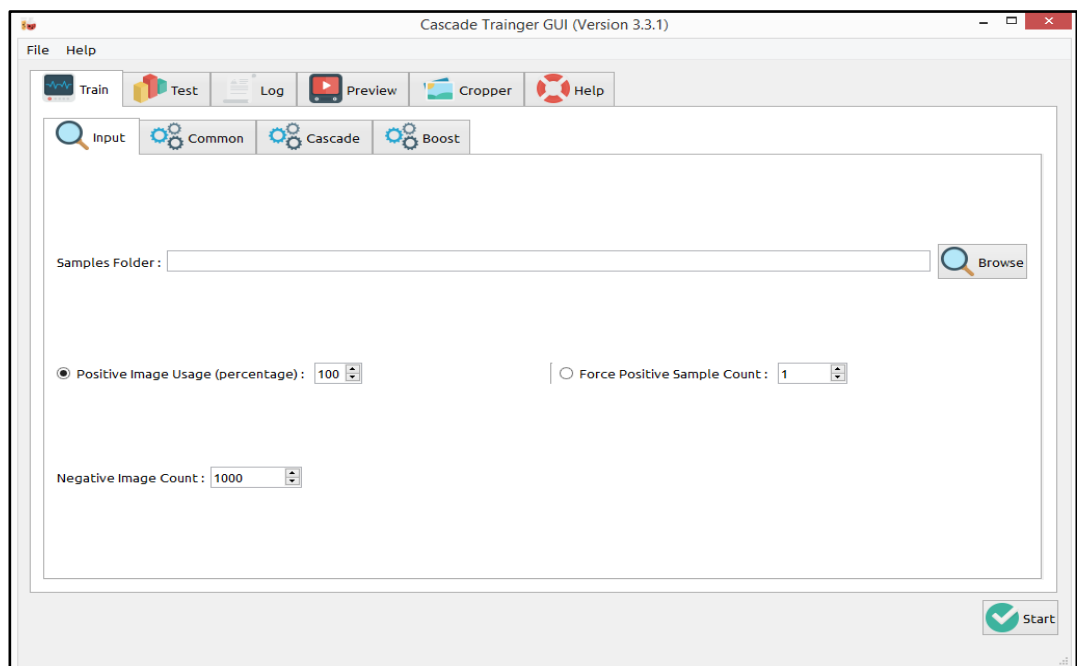 Cascade Trainger GUI (Version 3.3.1)
File Help
Train Test Log Preview Cropper Help
Input Common Cascade Boost
Samples Folder : Browse
Positive Image Usage (percentage) : 100 Force Positive Sample Count : 1
Negative Image Count : 1000
Start